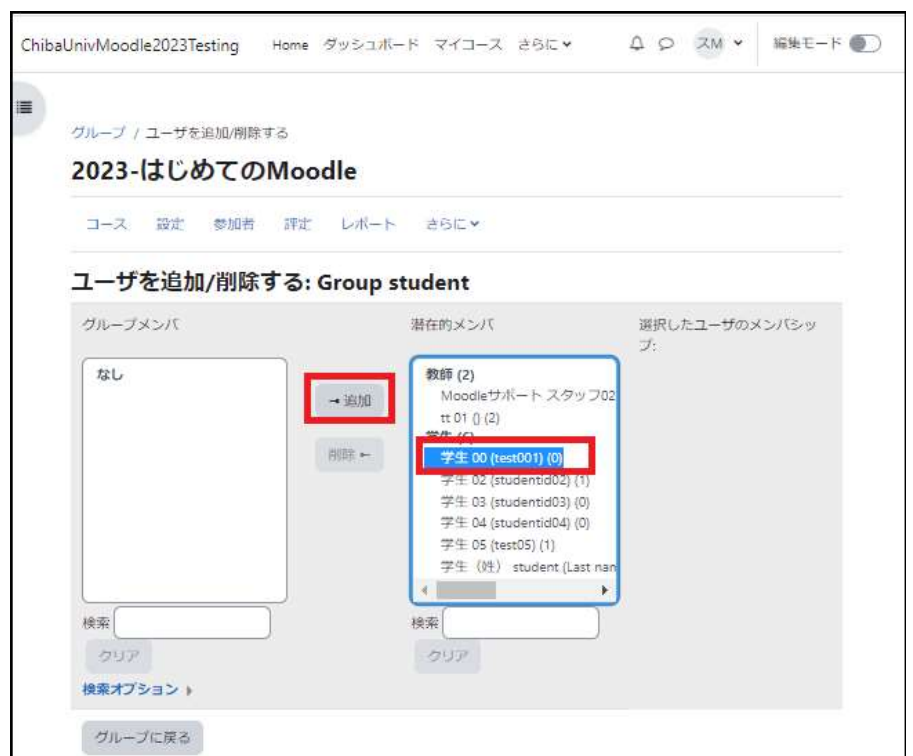 ChibaUnivMoodle2023Testing Home ダッシュボード マイコース さらに スM 編集モード
グループ / ユーザを追加/削除する
2023-はじめてのMoodle
コース 設定 参加者 評定 レポート さらに
ユーザを追加/削除する: Group student
グループメンバ
なし
→ 追加
削除 ←
潜在的メンバ
教師 (2)
Moodleサポート スタッフ02
tt 01 () (2)
学生 (6)
学生 00 (test001) (0)
学生 02 (studentid02) (1)
学生 03 (studentid03) (0)
学生 04 (studentid04) (0)
学生 05 (test05) (1)
学生（姓） student (Last nan
選択したユーザのメンバシッ
プ:
検索
クリア
検索オプション
検索
クリア
グループに戻る